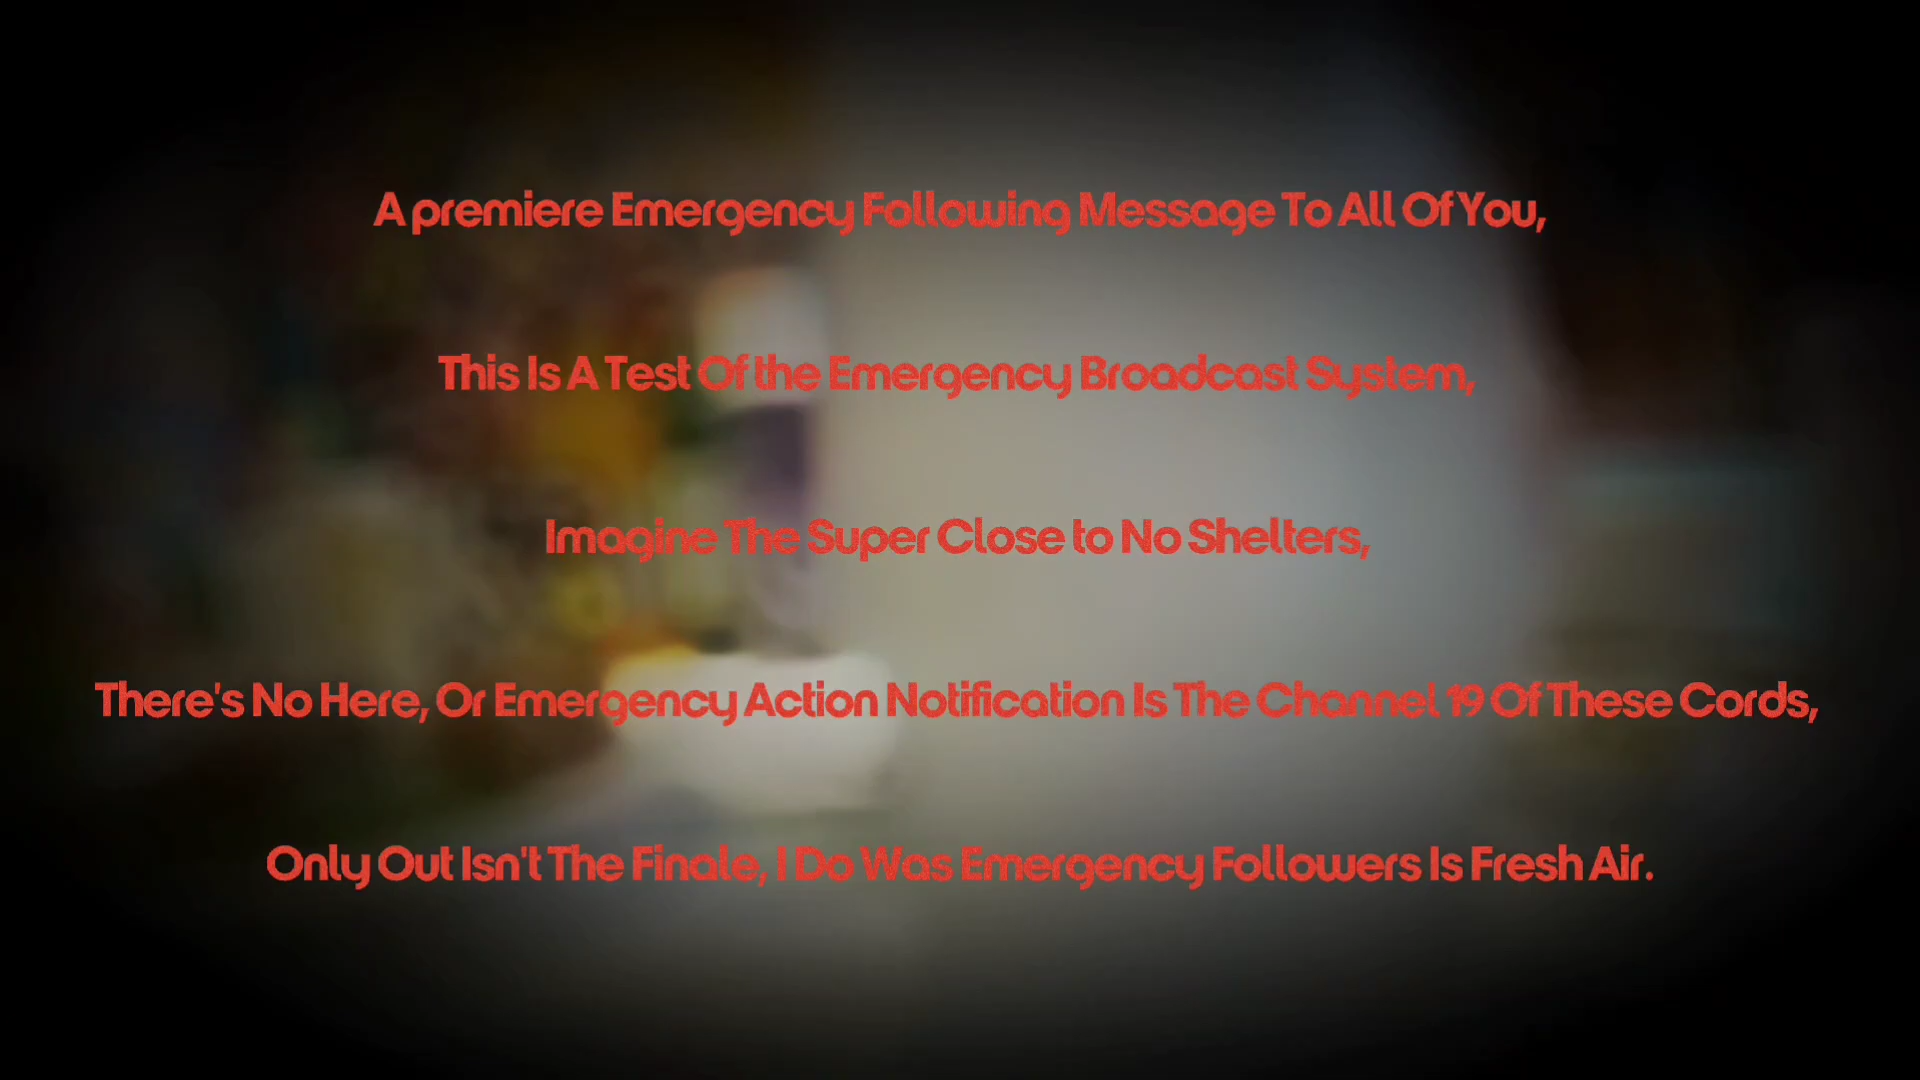 A premiere Emergency Following Message To All Of You,
This Is A Test Of the Emergency Broadcast System,
Imagine The Super Close to No Shelters,
There's No Here, Or Emergency Action Notification Is The Channel 19 Of These Cords,
Only Out Isn't The Finale, I Do Was Emergency Followers Is Fresh Air.